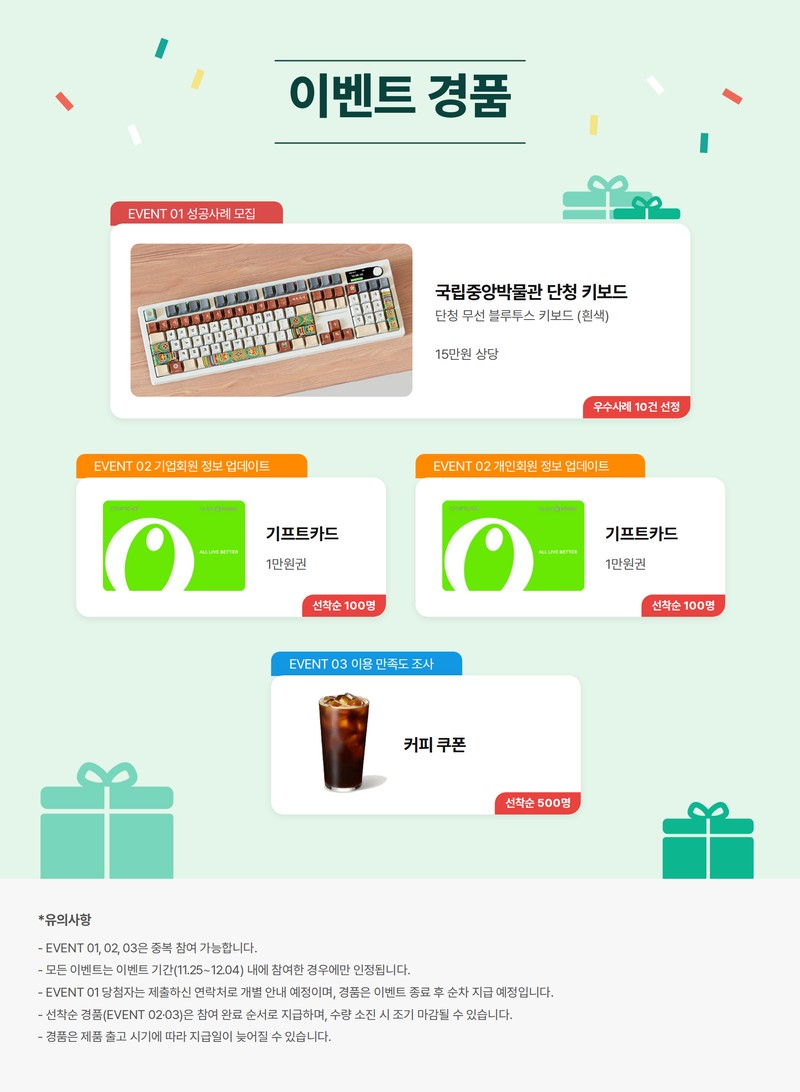 이벤트 경품
EVENT 01 성공사례 모집
국립중앙박물관 단청 키보드
단청 무선 블루투스 키보드 (흰색)
15만원 상당
우수사례 10건 선정
EVENT 02 기업회원 정보 업데이트
ALL LIVE BETTER
기프트카드
1만원권
선착순 100명
EVENT 02 개인회원 정보 업데이트
ALL LIVE BETTER
기프트카드
1만원권
선착순 100명
EVENT 03 이용 만족도 조사
커피 쿠폰
선착순 500명
*유의사항
- EVENT 01, 02, 03은 중복 참여 가능합니다.
- 모든 이벤트는 이벤트 기간(11.25~12.04) 내에 참여한 경우에만 인정됩니다.
- EVENT 01 당첨자는 제출하신 연락처로 개별 안내 예정이며, 경품은 이벤트 종료 후 순차 지급 예정입니다.
- 선착순 경품(EVENT 02·03)은 참여 완료 순서로 지급하며, 수량 소진 시 조기 마감될 수 있습니다.
- 경품은 제품 출고 시기에 따라 지급일이 늦어질 수 있습니다.